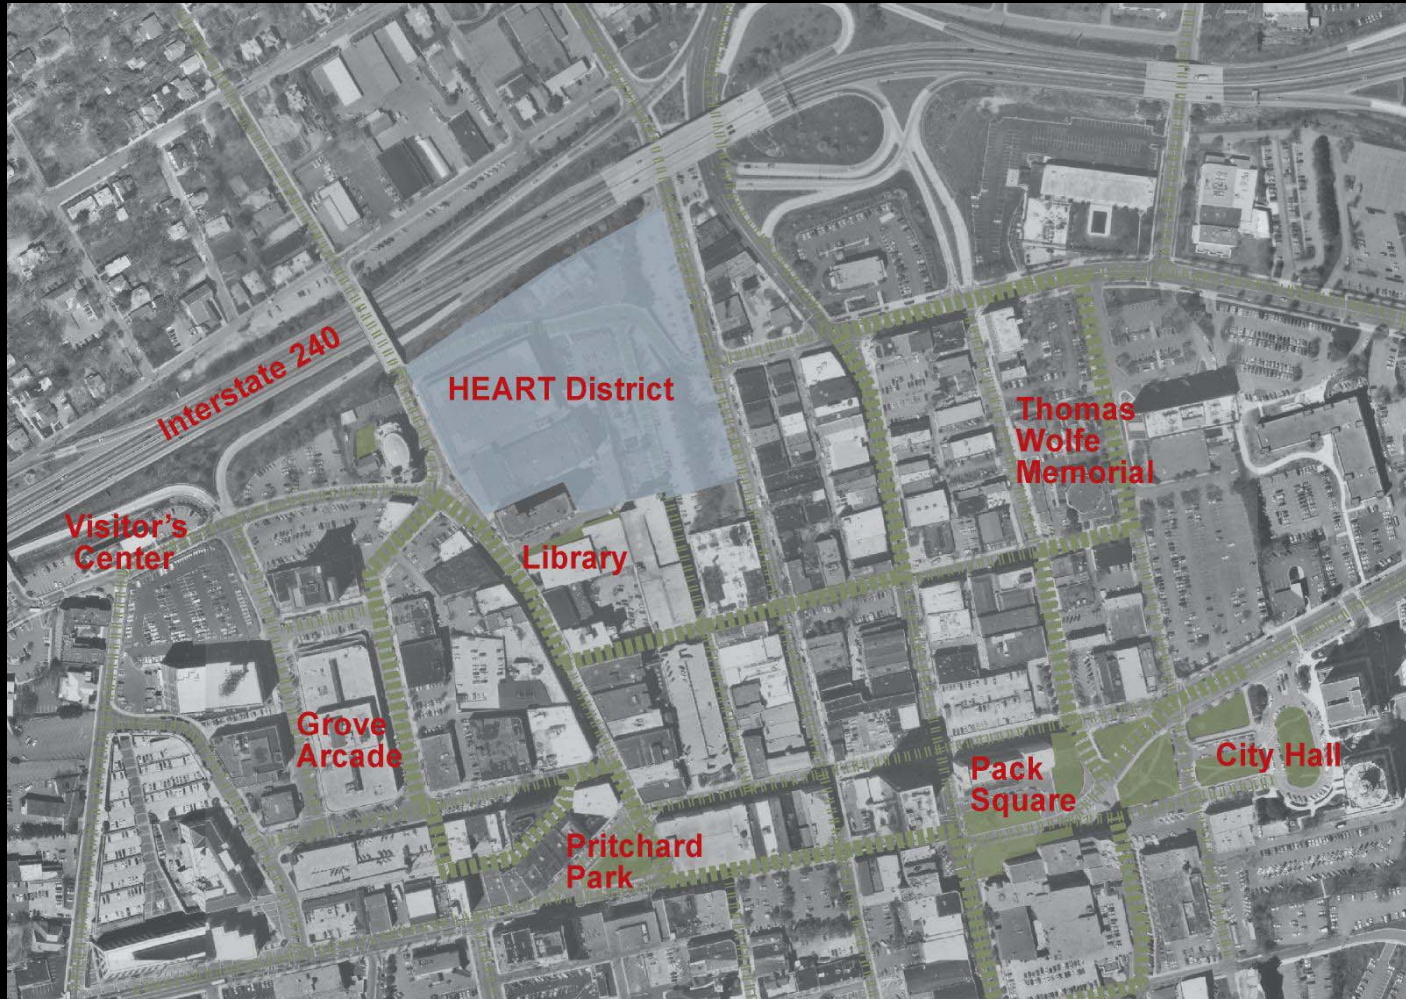 Interstate 240
HEART District
Thomas
Wolfe
Memorial
Visitor's
Center
Library
Grove
Arcade
Pack
Square
City Hall
Pritchard
Park